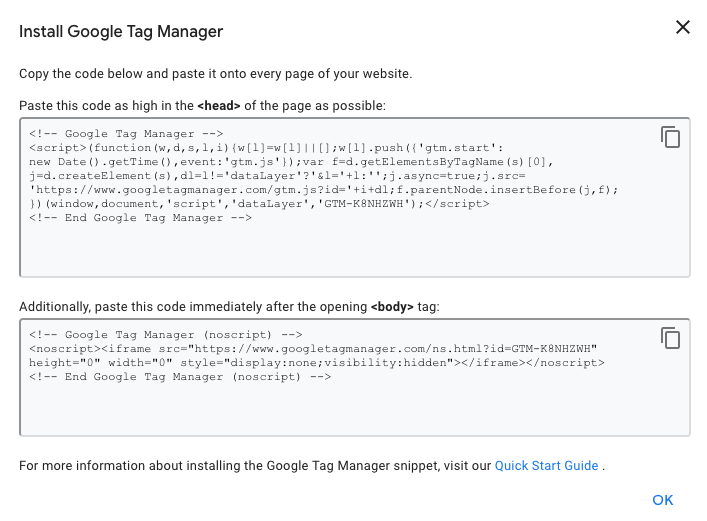 Install Google Tag Manager
Copy the code below and paste it onto every page of your website.
Paste this code as high in the <head> of the page as possible:
<!-- Google Tag Manager -->
<script>(function(w,d,s,l,i){w[l]=w[l]||[];w[l].push({'gtm.start':
new Date().getTime(),event:'gtm.js'});var f=d.getElementsByTagName(s)[0],
j=d.createElement(s),dl=l!='dataLayer'?'&l='+l:'';j.async=true;j.src=
'https://www.googletagmanager.com/gtm.js?id='+i+dl;f.parentNode.insertBefore(j,f);
})(window,document,'script','dataLayer','GTM-K8NHZWH');</script>
<!-- End Google Tag Manager -->
Additionally, paste this code immediately after the opening <body> tag:
<!-- Google Tag Manager (noscript) -->
<noscript><iframe src="https://www.googletagmanager.com/ns.html?id=GTM-K8NHZWH"
height="0" width="0" style="display:none;visibility:hidden"></iframe></noscript>
<!-- End Google Tag Manager (noscript) -->
For more information about installing the Google Tag Manager snippet, visit our Quick Start Guide .
OK